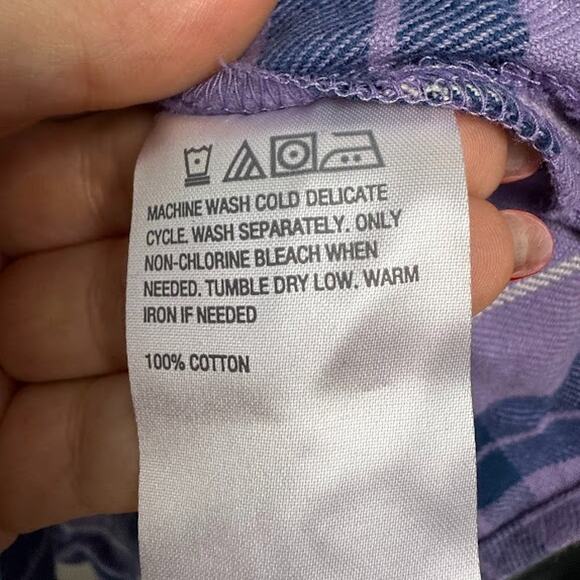 MACHINE WASH COLD DELICATE
CYCLE. WASH SEPARATELY. ONLY
NON-CHLORINE BLEACH WHEN
NEEDED. TUMBLE DRY LOW. WARM
IRON IF NEEDED
100% COTTON